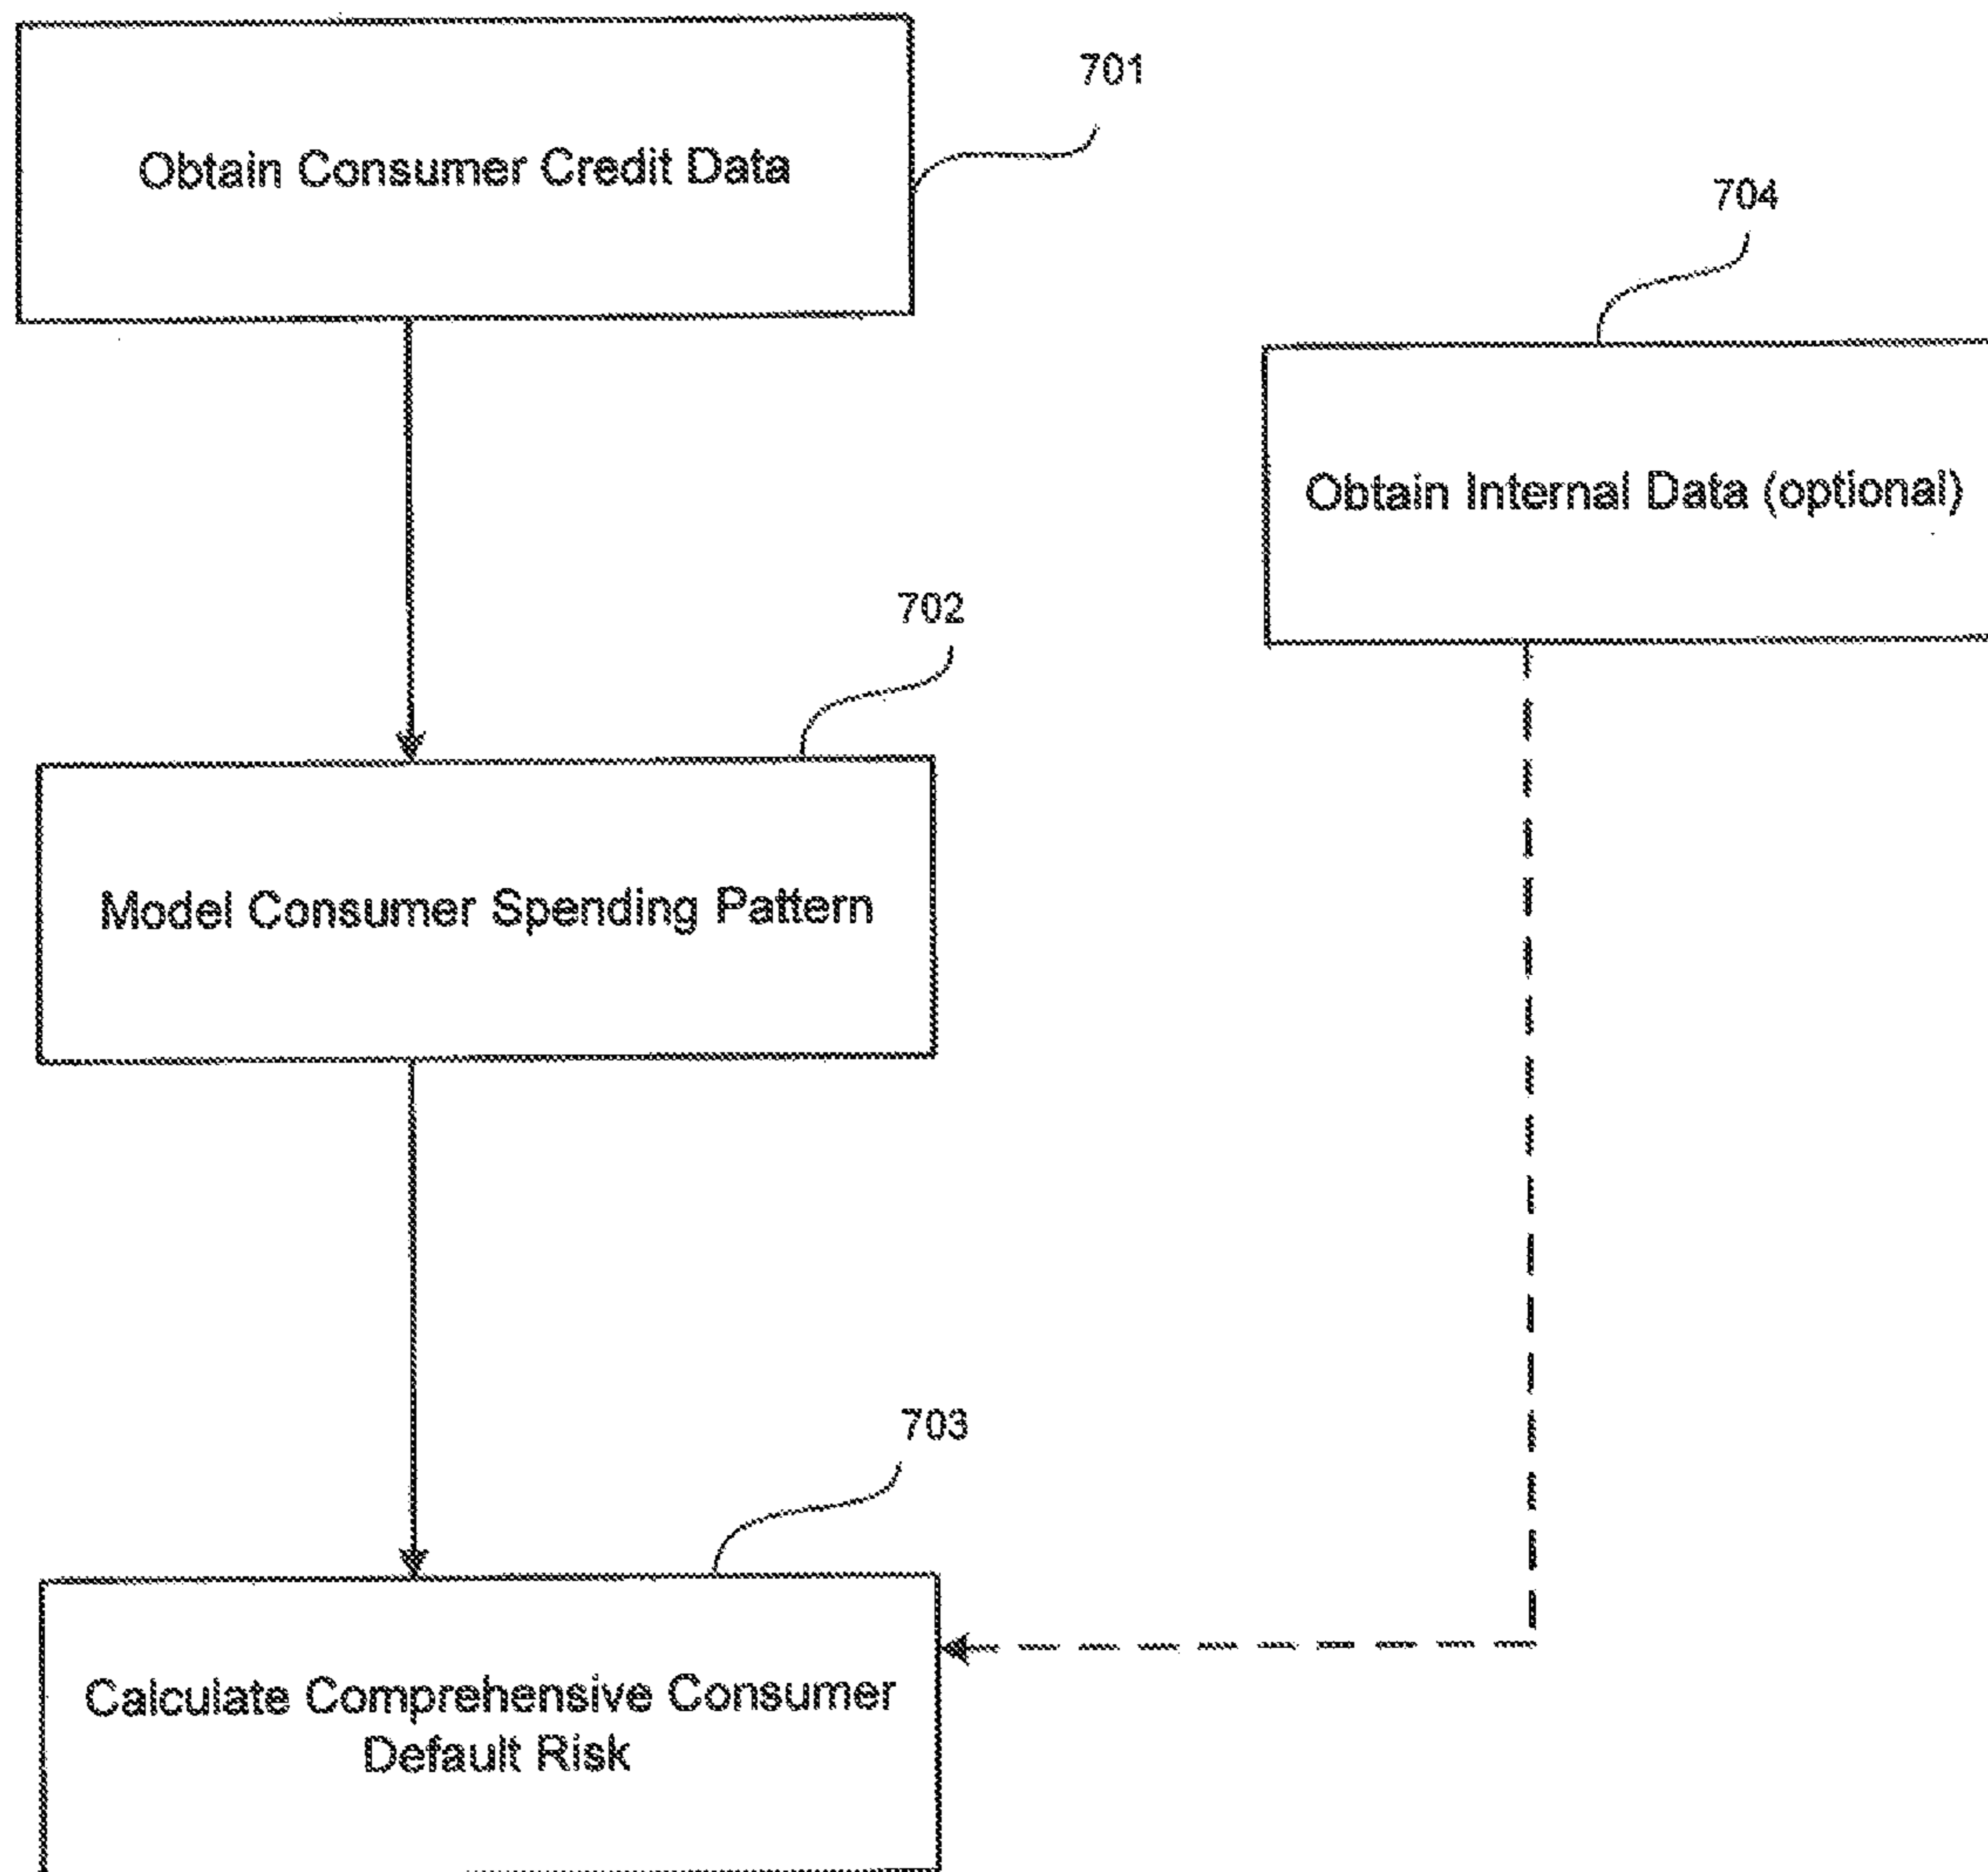 701
Obtain Consumer Credit Data
704
Obtain Internal Data (optional)
702
Model Consumer Spending Pattern
703
Calculate Comprehensive Consumer
Default Risk